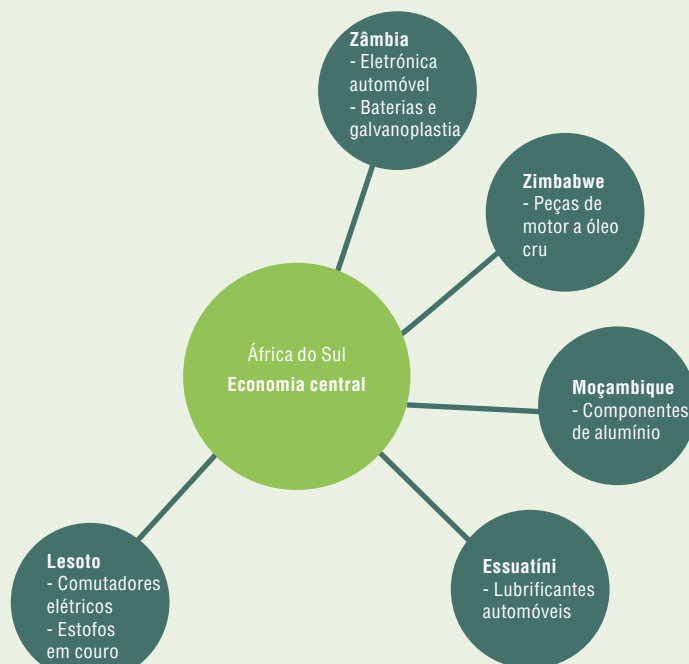 Zâmbia
- Eletrónica
automóvel
- Baterias e
galvanoplastia
Zimbabwe
- Peças de
motor a óleo
cru
África do Sul
Economia central
Moçambique
- Componentes
de alumínio
Lesoto
- Comutadores
elétricos
- Estofos
em couro
Essuatíni
- Lubrificantes
automóveis